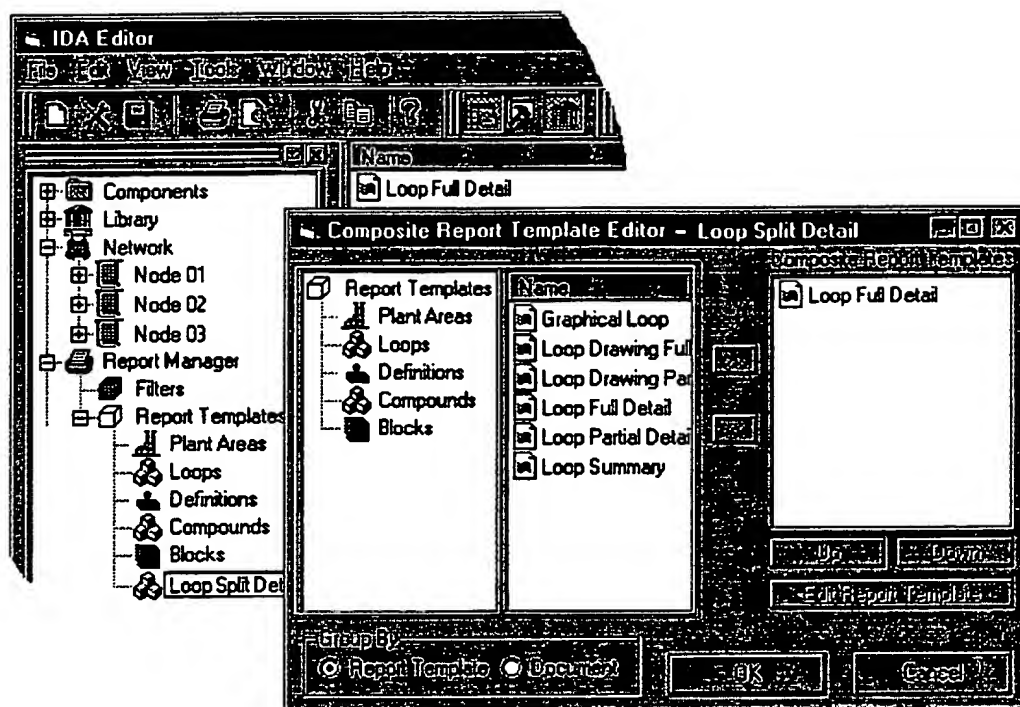 IDA Editor
File Edit View Tools Window Help
Name
Loop Full Detail
Components
Library
Network
Node 01
Node 02
Node 03
Report Manager
Filters
Report Templates
Plant Areas
Loops
Definitions
Compounds
Blocks
Loop Split Det
Composite Report Template Editor – Loop Split Detail
Report Templates
Plant Areas
Loops
Definitions
Compounds
Blocks
Name
Graphical Loop
Loop Drawing Full
Loop Drawing Par
Loop Full Detail
Loop Partial Detai
Loop Summary
Composite Report Templates
Loop Full Detail
Up Down
Edit Report Template
Group By
Report Template Document
OK Cancel